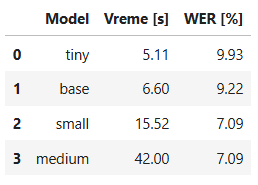 Model Vreme [s] WER [%]
0 tiny 5.11 9.93
1 base 6.60 9.22
2 small 15.52 7.09
3 medium 42.00 7.09